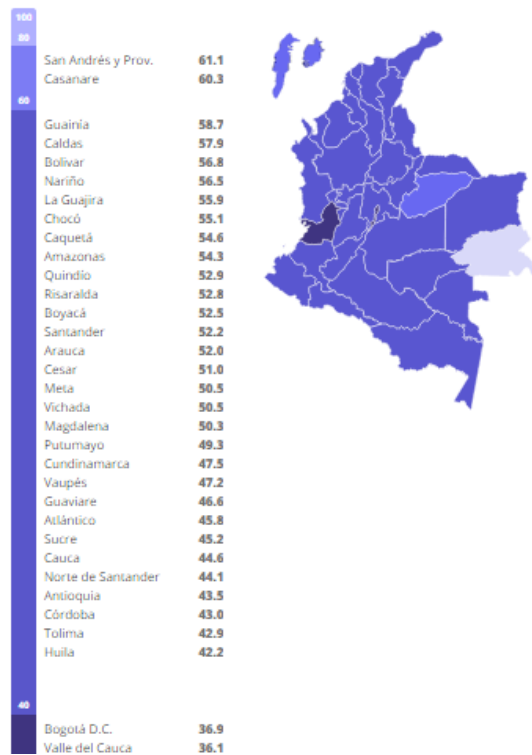 100
80
San Andrés y Prov. 61.1
Casanare 60.3
60
Guainía 58.7
Caldas 57.9
Bolivar 56.8
Nariño 56.5
La Guajira 55.9
Chocó 55.1
Caquetá 54.6
Amazonas 54.3
Quindío 52.9
Risaralda 52.8
Boyacá 52.5
Santander 52.2
Arauca 52.0
Cesar 51.0
Meta 50.5
Vichada 50.5
Magdalena 50.3
Putumayo 49.3
Cundinamarca 47.5
Vaupés 47.2
Guaviare 46.6
Atlántico 45.8
Sucre 45.2
Cauca 44.6
Norte de Santander 44.1
Antioquia 43.5
Córdoba 43.0
Tolima 42.9
Huila 42.2
40
Bogotá D.C. 36.9
Valle del Cauca 36.1